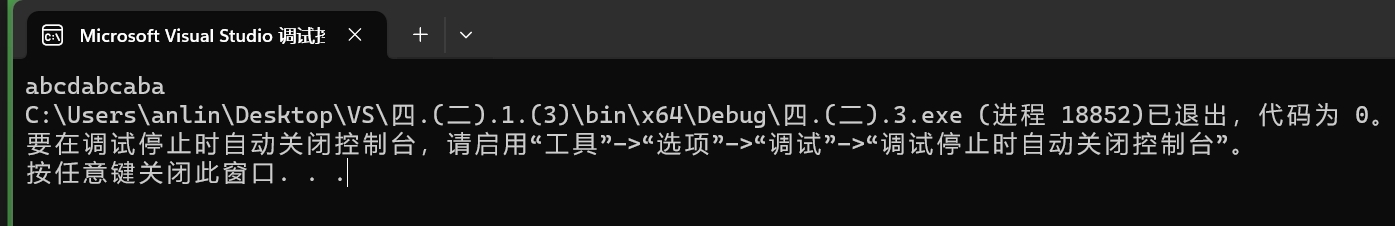 Microsoft Visual Studio 调试控
abcdabcaba
C:\Users\anlin\Desktop\VS\四.(二).1.(3)\bin\x64\Debug\四.(二).3.exe (进程 18852)已退出，代码为 0。
要在调试停止时自动关闭控制台，请启用“工具”->“选项”->“调试”->“调试停止时自动关闭控制台”。
按任意键关闭此窗口. . .